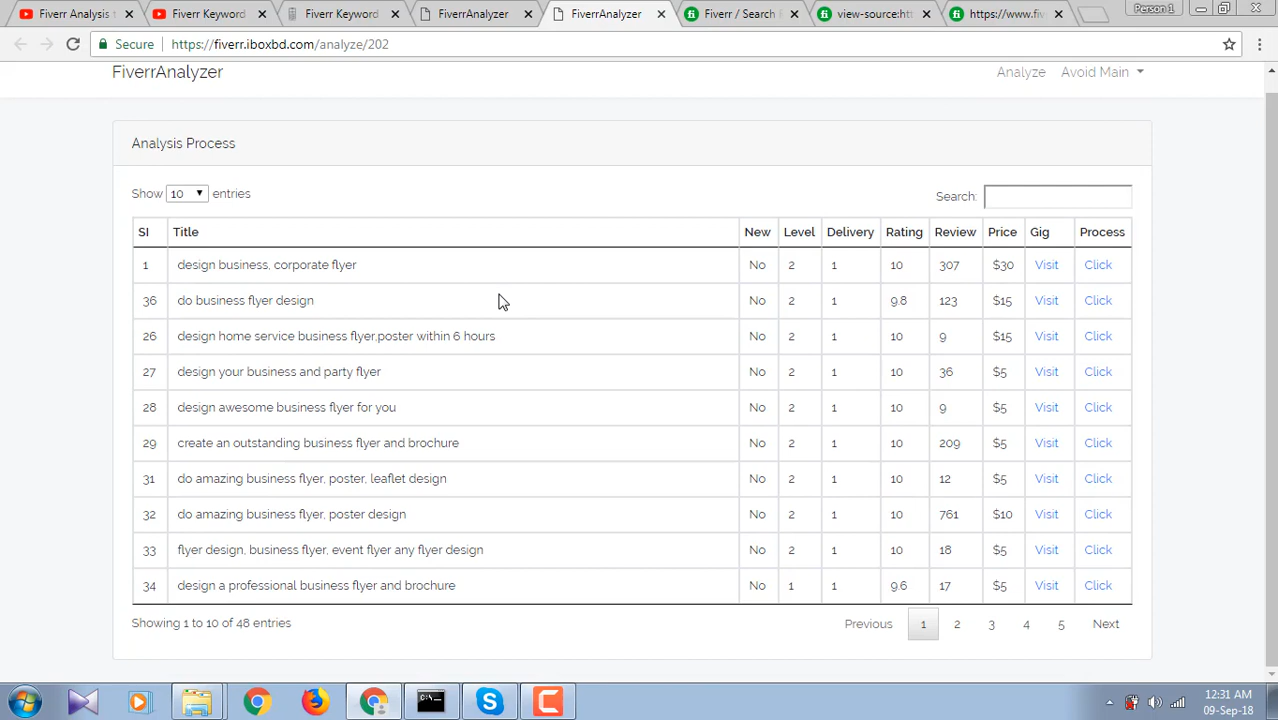 Fiverr Analysis t
Fiverr Keyword
Fiverr Keyword
FiverrAnalyzer
FiverrAnalyzer
Fiverr / Search f
view-source:htt
https://www.fiv
Person 1
Secure
https://fiverr.iboxbd.com/analyze/202
FiverrAnalyzer
Analyze
Avoid Main
Analysis Process
Show 10 entries
Search:
SI Title New Level Delivery Rating Review Price Gig Process
1 design business, corporate flyer No 2 1 10 307 $30 Visit Click
36 do business flyer design No 2 1 9.8 123 $15 Visit Click
26 design home service business flyer,poster within 6 hours No 2 1 10 9 $15 Visit Click
27 design your business and party flyer No 2 1 10 36 $5 Visit Click
28 design awesome business flyer for you No 2 1 10 9 $5 Visit Click
29 create an outstanding business flyer and brochure No 2 1 10 209 $5 Visit Click
31 do amazing business flyer, poster, leaflet design No 2 1 10 12 $5 Visit Click
32 do amazing business flyer, poster design No 2 1 10 761 $10 Visit Click
33 flyer design, business flyer, event flyer any flyer design No 2 1 10 18 $5 Visit Click
34 design a professional business flyer and brochure No 1 1 9.6 17 $5 Visit Click
Showing 1 to 10 of 48 entries
Previous 1 2 3 4 5 Next
12:31 AM
09-Sep-18